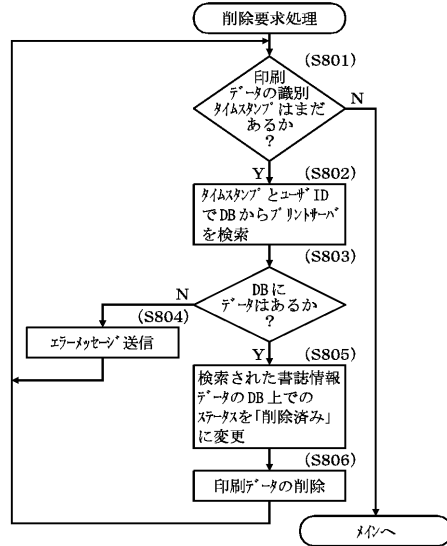 削除要求処理
(S801)
印刷
データの識別
タイムスタンプはまだ
あるか
?
N
Y
(S802)
タイムスタンプとユーザID
でDBからプリントサーバ
を検索
(S803)
DBに
データはあるか
?
N
(S804)
エラーメッセージ送信
Y
(S805)
検索された書誌情報
データのDB上での
ステータスを「削除済み」
に変更
(S806)
印刷データの削除
メインへ